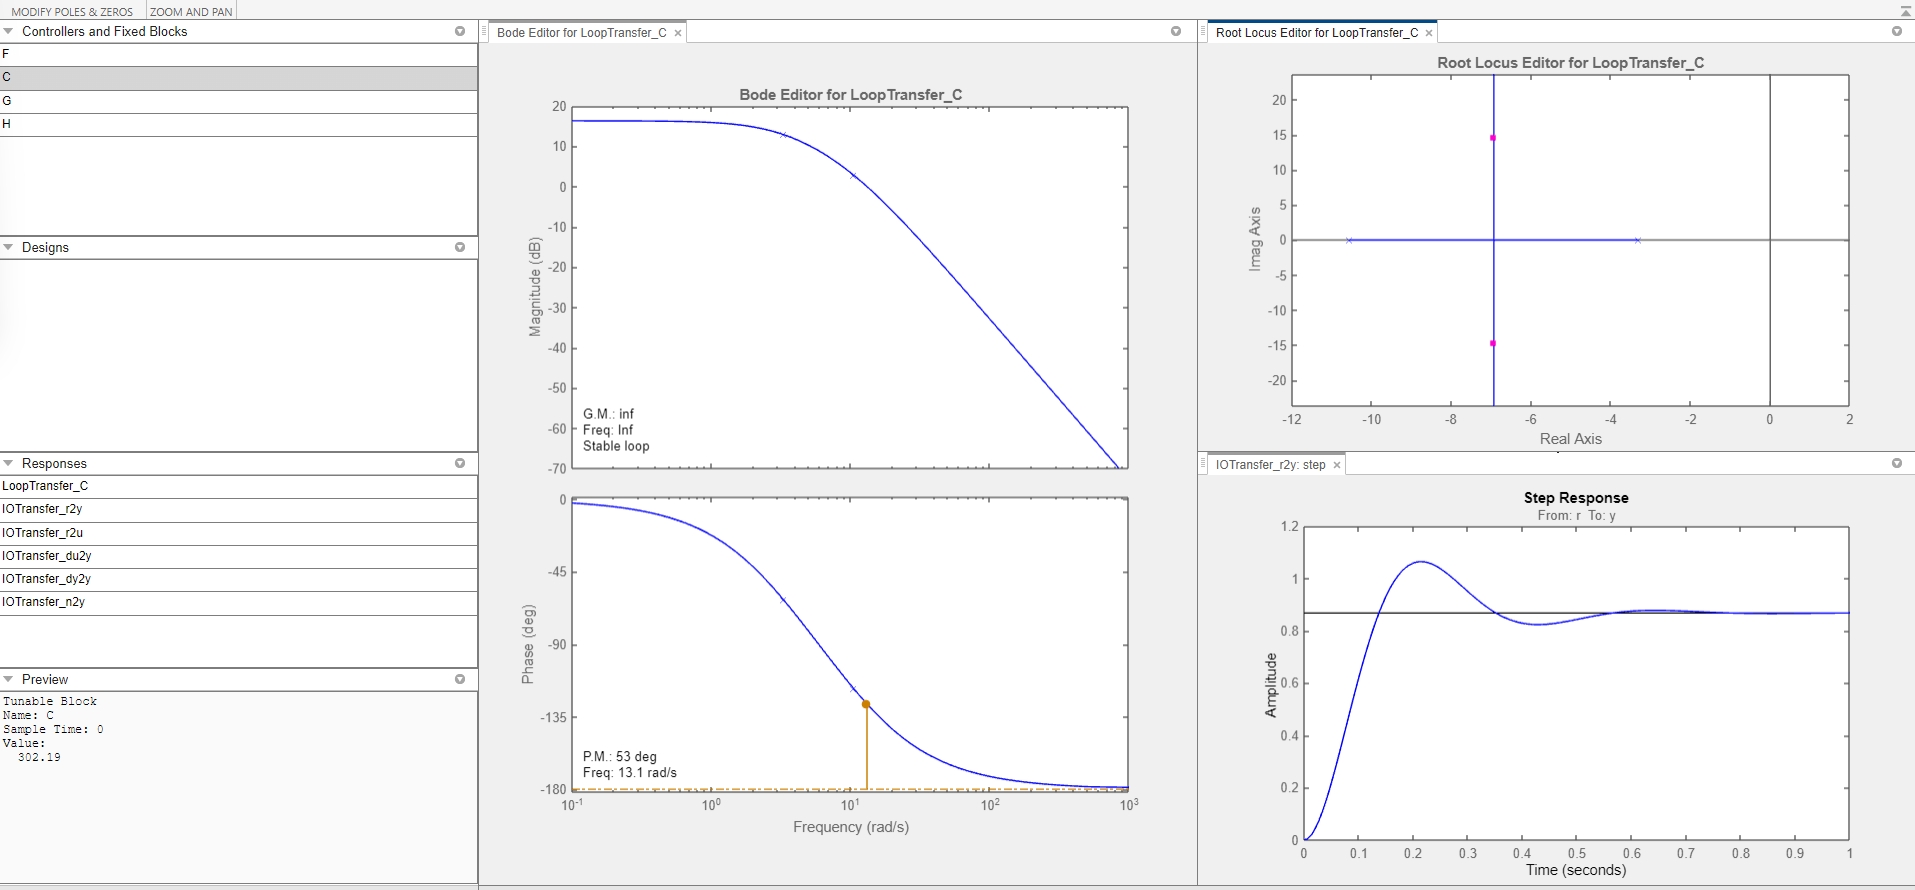 MODIFY POLES & ZEROS
ZOOM AND PAN
Controllers and Fixed Blocks
F
C
G
H
Designs
Responses
LoopTransfer_C
IOTransfer_r2y
IOTransfer_r2u
IOTransfer_du2y
IOTransfer_dy2y
IOTransfer_n2y
Preview
Tunable Block
Name: C
Sample Time: 0
Value:
302.19
Bode Editor for LoopTransfer_C ×
Bode Editor for LoopTransfer_C
20
10
0
-10
-20
-30
-40
-50
-60
-70
Magnitude (dB)
G.M.: inf
Freq: Inf
Stable loop
0
-45
-90
-135
-180
Phase (deg)
P.M.: 53 deg
Freq: 13.1 rad/s
10^-1 10^0 10^1 10^2 10^3
Frequency (rad/s)
Root Locus Editor for LoopTransfer_C ×
Root Locus Editor for LoopTransfer_C
20
15
10
5
0
-5
-10
-15
-20
Imag Axis
-12 -10 -8 -6 -4 -2 0 2
Real Axis
IOTransfer_r2y: step ×
Step Response
From: r To: y
1.2
1
0.8
0.6
0.4
0.2
0
Amplitude
0 0.1 0.2 0.3 0.4 0.5 0.6 0.7 0.8 0.9 1
Time (seconds)